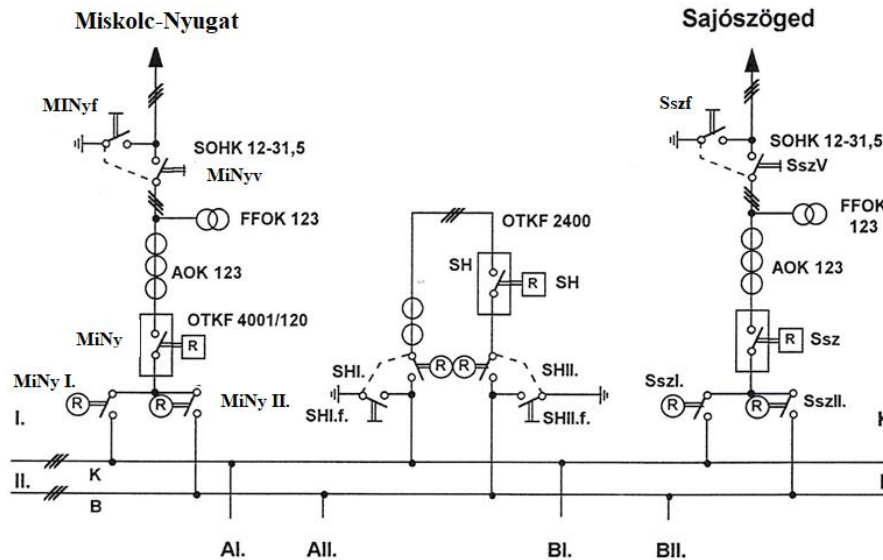 Miskolc-Nyugat
Sajószöged
MINyf
Sszf
SOHK 12-31,5
MiNyv
SOHK 12-31,5
SszV
FFOK 123
FFOK
123
OTKF 2400
AOK 123
AOK 123
SH
R
SH
OTKF 4001/120
MiNy
R
R
Ssz
SHI.
R
R
SHII.
MiNy I.
R
R
MiNy II.
SHI.f.
SHII.f.
SszI.
R
R
SszII.
I.
K
II.
B
AI.
AII.
BI.
BII.